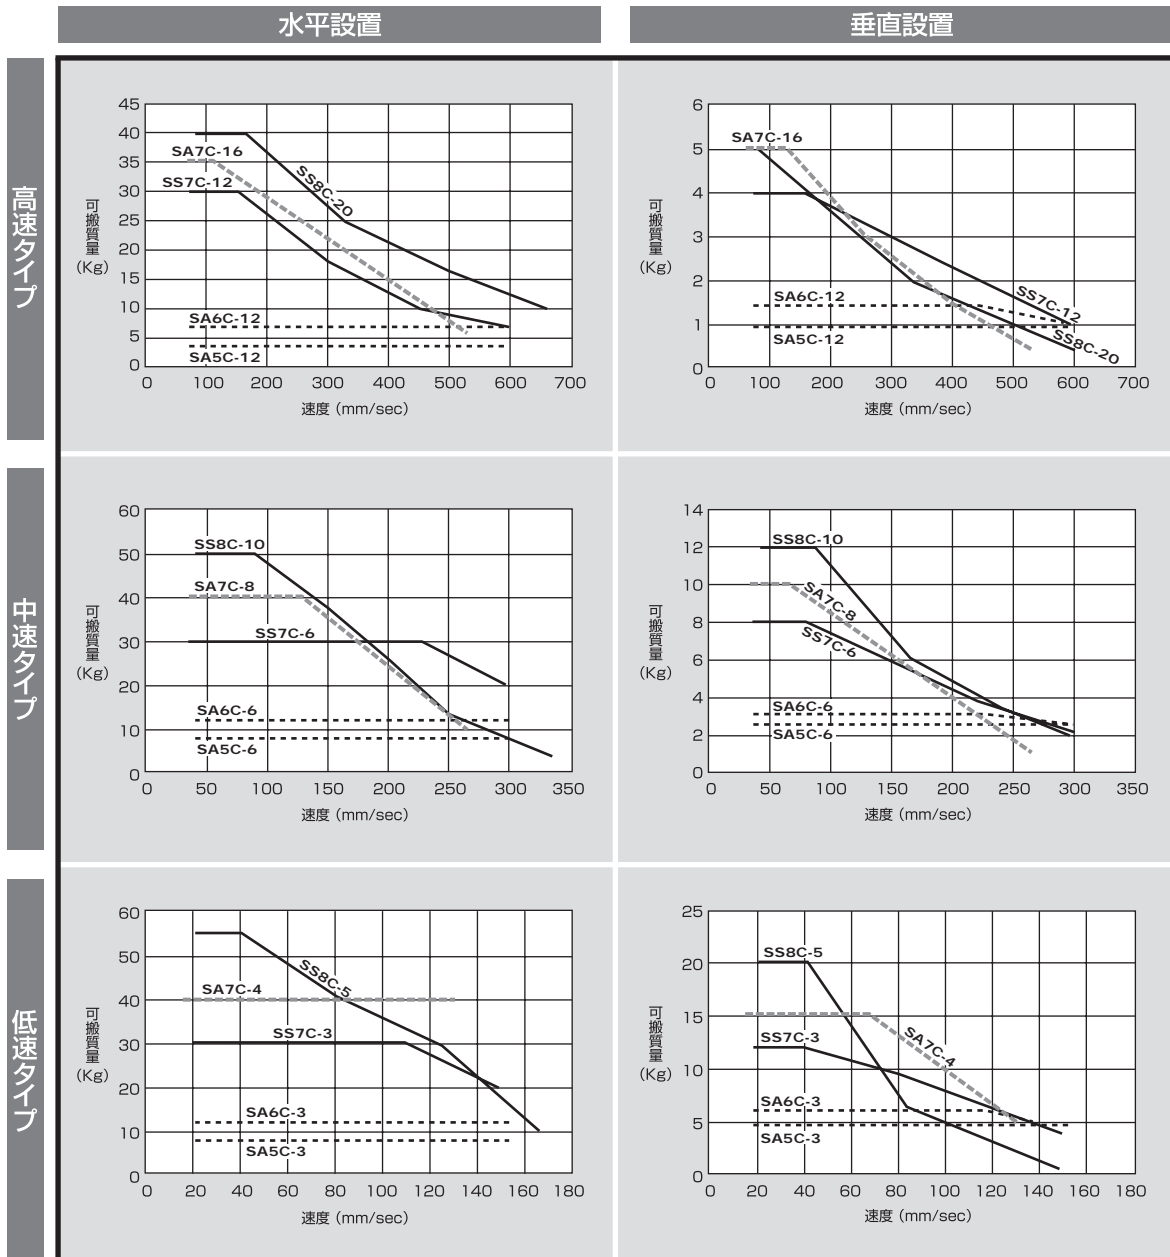 水平設置
垂直設置
高速タイプ
可搬質量
(Kg)
45
40
35
30
25
20
15
10
5
0
SA7C-16
SS7C-12
SS8C-20
SA6C-12
SA5C-12
0 100 200 300 400 500 600 700
速度 (mm/sec)
可搬質量
(Kg)
6
5
4
3
2
1
0
SA7C-16
SA6C-12
SA5C-12
SS7C-12
SS8C-20
0 100 200 300 400 500 600 700
速度 (mm/sec)
中速タイプ
可搬質量
(Kg)
60
50
40
30
20
10
0
SS8C-10
SA7C-8
SS7C-6
SA6C-6
SA5C-6
0 50 100 150 200 250 300 350
速度 (mm/sec)
可搬質量
(Kg)
14
12
10
8
6
4
2
0
SS8C-10
SA7C-8
SS7C-6
SA6C-6
SA5C-6
0 50 100 150 200 250 300 350
速度 (mm/sec)
低速タイプ
可搬質量
(Kg)
60
50
40
30
20
10
0
SS8C-5
SA7C-4
SS7C-3
SA6C-3
SA5C-3
0 20 40 60 80 100 120 140 160 180
速度 (mm/sec)
可搬質量
(Kg)
25
20
15
10
5
0
SS8C-5
SS7C-3
SA7C-4
SA6C-3
SA5C-3
0 20 40 60 80 100 120 140 160 180
速度 (mm/sec)